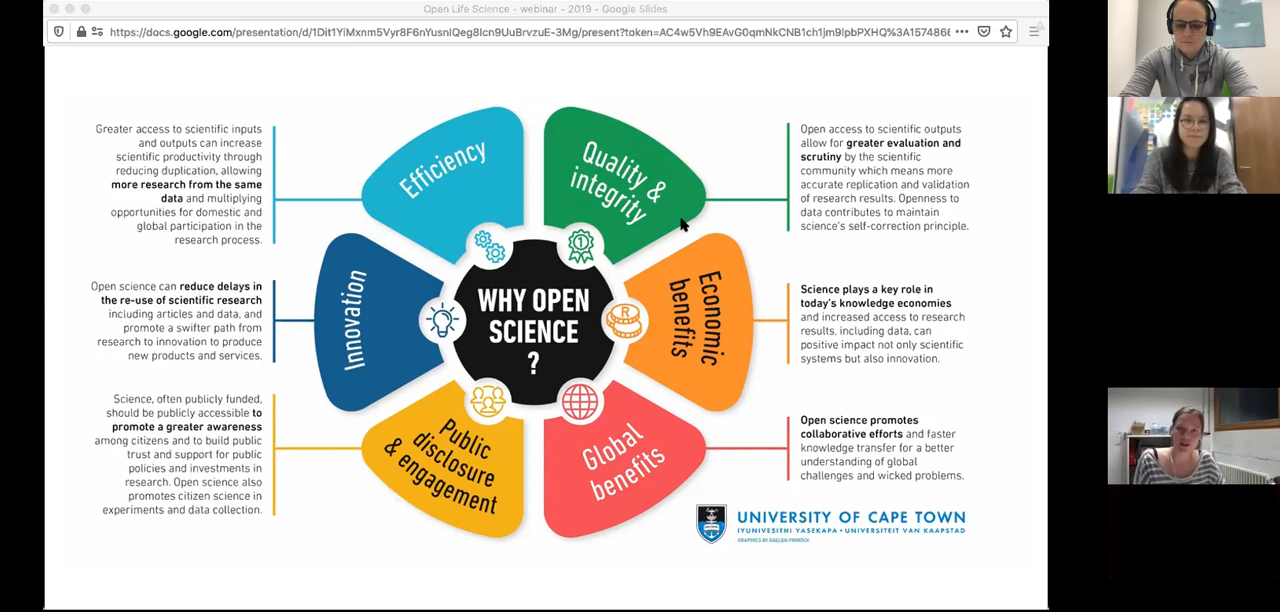 Open Life Science - webinar - 2019 - Google Slides
Greater access to scientific inputs
and outputs can increase
scientific productivity through
reducing duplication, allowing
more research from the same
data and multiplying
opportunities for domestic and
global participation in the
research process.
Efficiency
Quality &
integrity
Open access to scientific outputs
allow for greater evaluation and
scrutiny by the scientific
community which means more
accurate replication and validation
of research results. Openness to
data contributes to maintain
science's self-correction principle.
Open science can reduce delays in
the re-use of scientific research
including articles and data, and
promote a swifter path from
research to innovation to produce
new products and services.
Innovation
WHY OPEN
SCIENCE
?
1
R
Economic
benefits
Science plays a key role in
today's knowledge economies
and increased access to research
results, including data, can
positive impact not only scientific
systems but also innovation.
Science, often publicly funded,
should be publicly accessible to
promote a greater awareness
among citizens and to build public
trust and support for public
policies and investments in
research. Open science also
promotes citizen science in
experiments and data collection.
Public
disclosure
& engagement
Global
benefits
Open science promotes
collaborative efforts and faster
knowledge transfer for a better
understanding of global
challenges and wicked problems.
UNIVERSITY OF CAPE TOWN
IYUNIVESITHI YASEKAPA • UNIVERSITEIT VAN KAAPSTAD